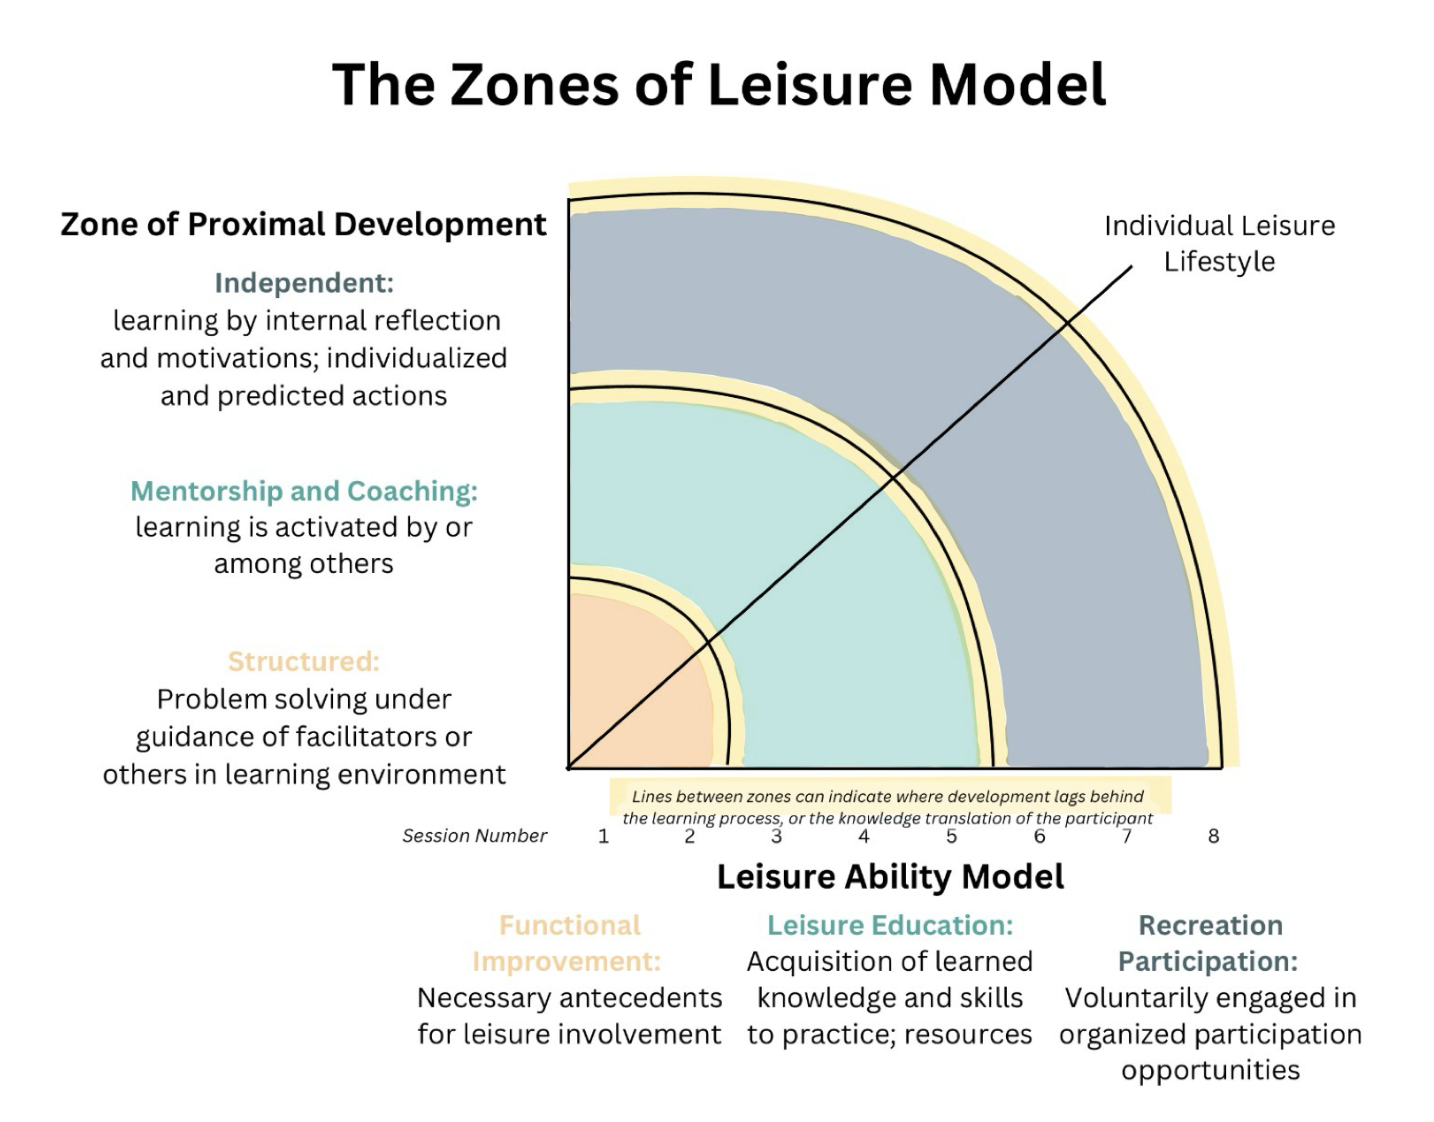 The Zones of Leisure Model
Zone of Proximal Development
Independent:
learning by internal reflection
and motivations; individualized
and predicted actions
Mentorship and Coaching:
learning is activated by or
among others
Structured:
Problem solving under
guidance of facilitators or
others in learning environment
Individual Leisure
Lifestyle
Lines between zones can indicate where development lags behind
the learning process, or the knowledge translation of the participant
Session Number 1 2 3 4 5 6 7 8
Leisure Ability Model
Functional
Improvement:
Necessary antecedents
for leisure involvement
Leisure Education:
Acquisition of learned
knowledge and skills
to practice; resources
Recreation
Participation:
Voluntarily engaged in
organized participation
opportunities